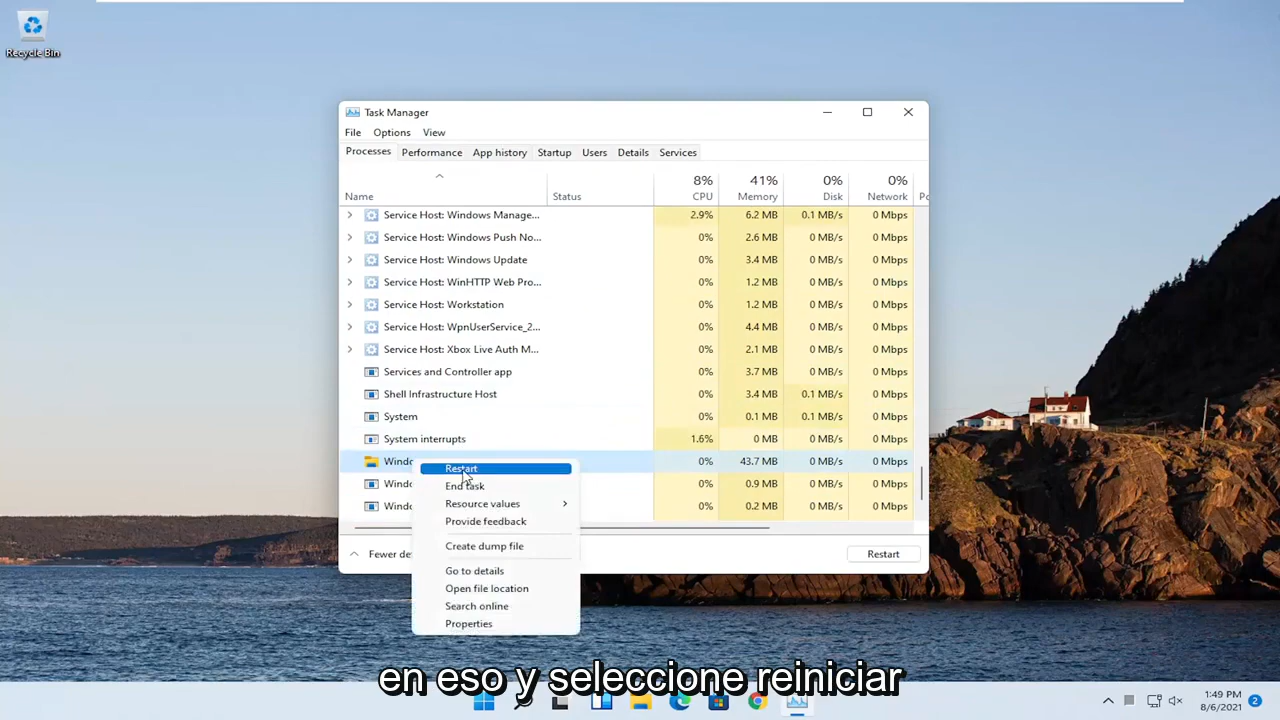 Recycle Bin
Task Manager
File Options View
Processes Performance App history Startup Users Details Services
8% 41% 0% 0%
Name Status CPU Memory Disk Network Po
Service Host: Windows Manage... 2.9% 6.2 MB 0.1 MB/s 0 Mbps
Service Host: Windows Push No... 0% 2.6 MB 0 MB/s 0 Mbps
Service Host: Windows Update 0% 3.4 MB 0 MB/s 0 Mbps
Service Host: WinHTTP Web Pro... 0% 1.2 MB 0 MB/s 0 Mbps
Service Host: Workstation 0% 1.2 MB 0 MB/s 0 Mbps
Service Host: WpnUserService_2... 0% 4.4 MB 0 MB/s 0 Mbps
Service Host: Xbox Live Auth M... 0% 2.1 MB 0 MB/s 0 Mbps
Services and Controller app 0% 3.7 MB 0 MB/s 0 Mbps
Shell Infrastructure Host 0% 3.4 MB 0.1 MB/s 0 Mbps
System 0% 0.1 MB 0.1 MB/s 0 Mbps
System interrupts 1.6% 0 MB 0 MB/s 0 Mbps
Windo 0% 43.7 MB 0 MB/s 0 Mbps
Windo 0% 0.9 MB 0 MB/s 0 Mbps
Windo 0% 0.2 MB 0 MB/s 0 Mbps
Restart
End task
Resource values
Provide feedback
Create dump file
Go to details
Open file location
Search online
Properties
Fewer de
Restart
en eso y seleccione reiniciar
1:49 PM
8/6/2021
2